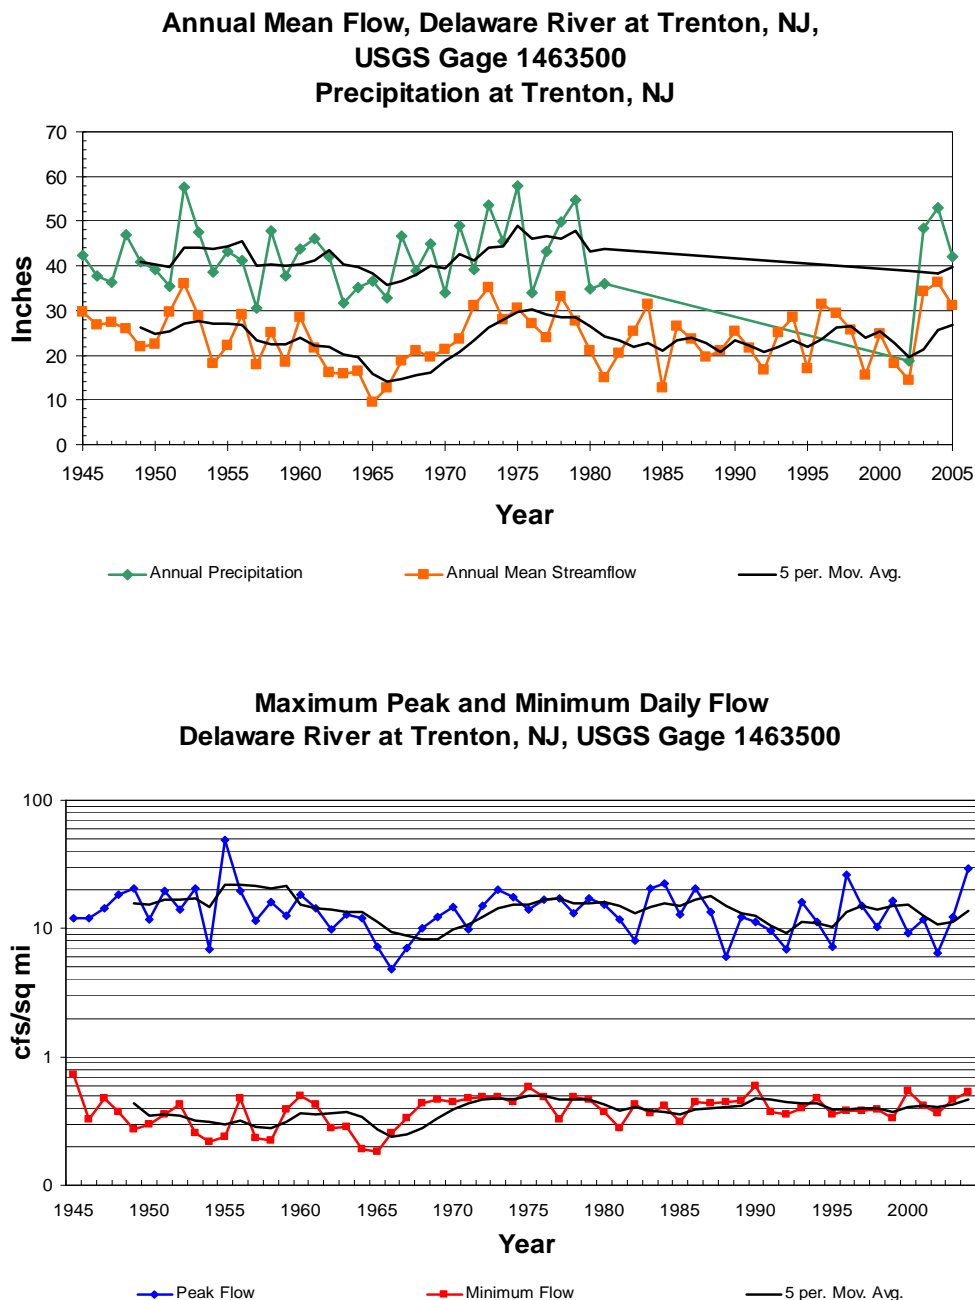 Annual Mean Flow, Delaware River at Trenton, NJ,
USGS Gage 1463500
Precipitation at Trenton, NJ
70
60
50
40
30
20
10
0
Inches
1945 1950 1955 1960 1965 1970 1975 1980 1985 1990 1995 2000 2005
Year
Annual Precipitation Annual Mean Streamflow 5 per. Mov. Avg.
Maximum Peak and Minimum Daily Flow
Delaware River at Trenton, NJ, USGS Gage 1463500
100
10
1
0
cfs/sq mi
1945 1950 1955 1960 1965 1970 1975 1980 1985 1990 1995 2000
Year
Peak Flow Minimum Flow 5 per. Mov. Avg.